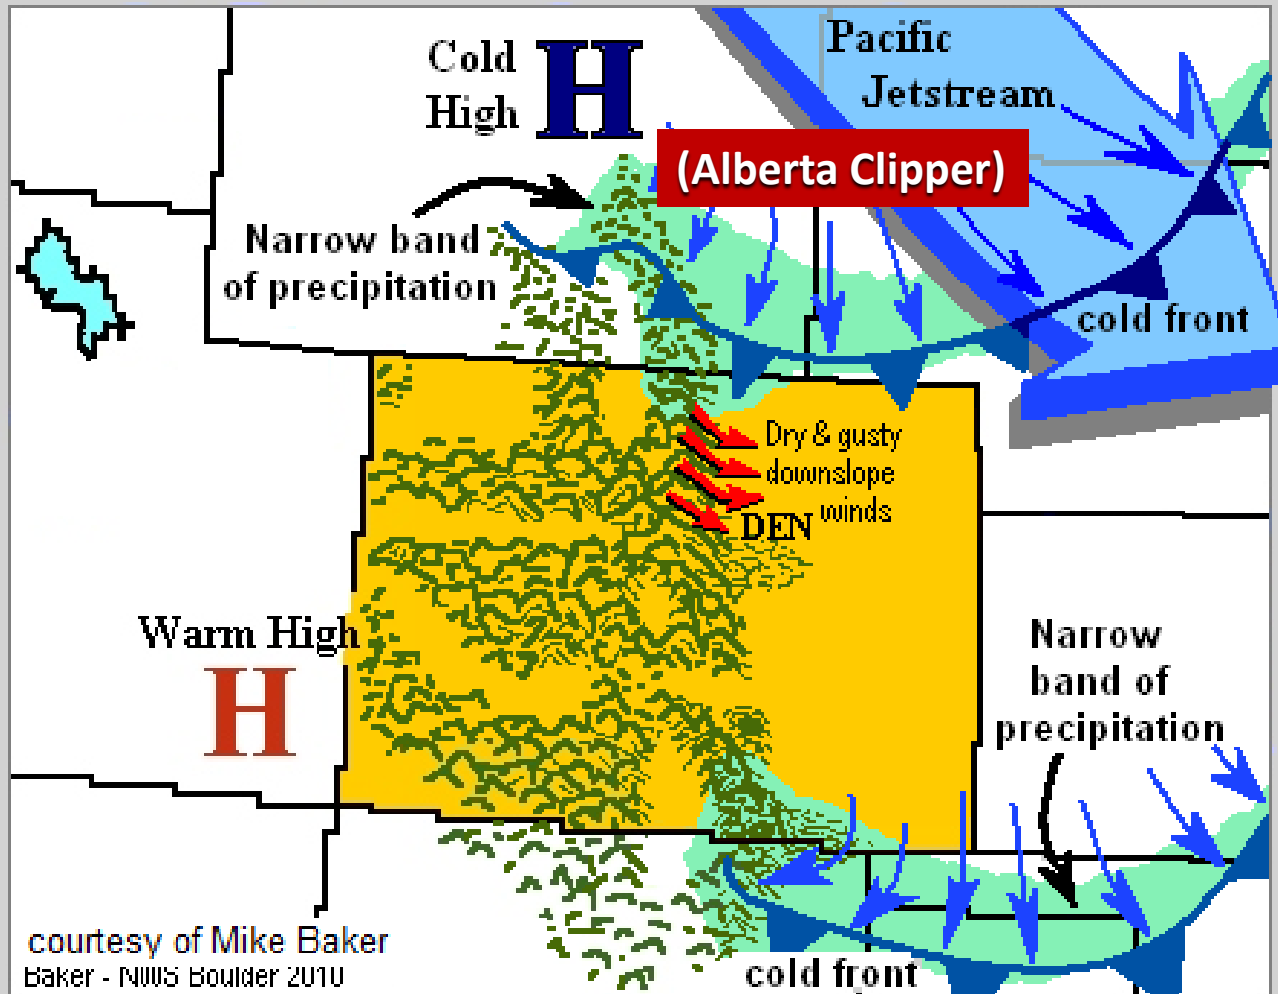 Cold
High
H
Pacific
Jetstream
(Alberta Clipper)
Narrow band
of precipitation
cold front
Dry & gusty
downslope
winds
DEN
Warm High
H
Narrow
band of
precipitation
courtesy of Mike Baker
Baker - NWS Boulder 2010
cold front